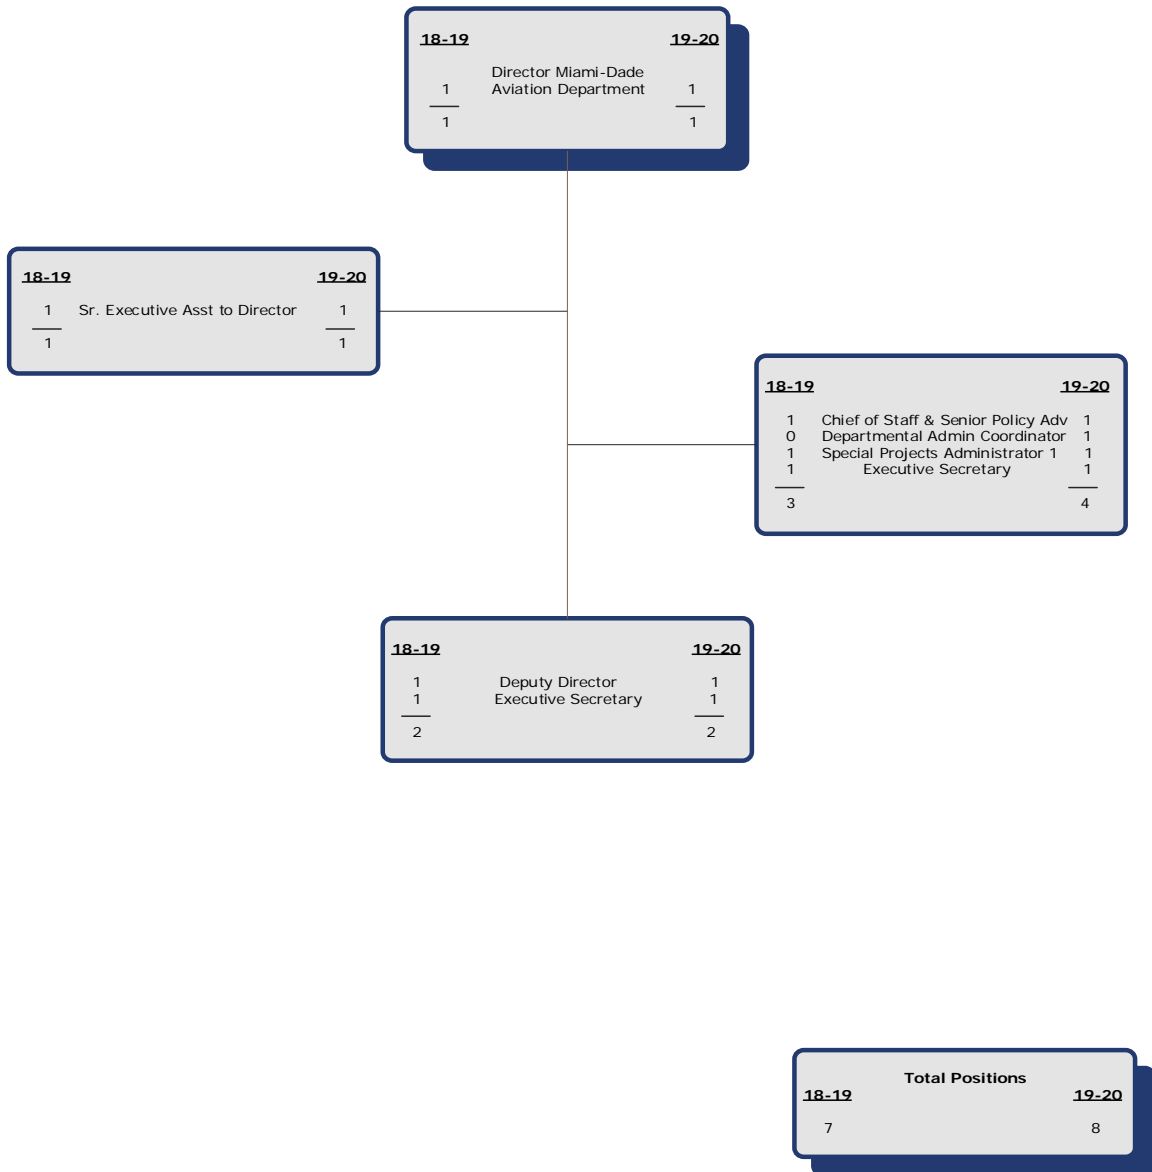 18-19 19-20
Director Miami-Dade
1 Aviation Department 1
1 1
18-19 19-20
1 Sr. Executive Asst to Director 1
1 1
18-19 19-20
1 Chief of Staff & Senior Policy Adv 1
0 Departmental Admin Coordinator 1
1 Special Projects Administrator 1 1
1 Executive Secretary 1
3 4
18-19 19-20
1 Deputy Director 1
1 Executive Secretary 1
2 2
Total Positions
18-19 19-20
7 8